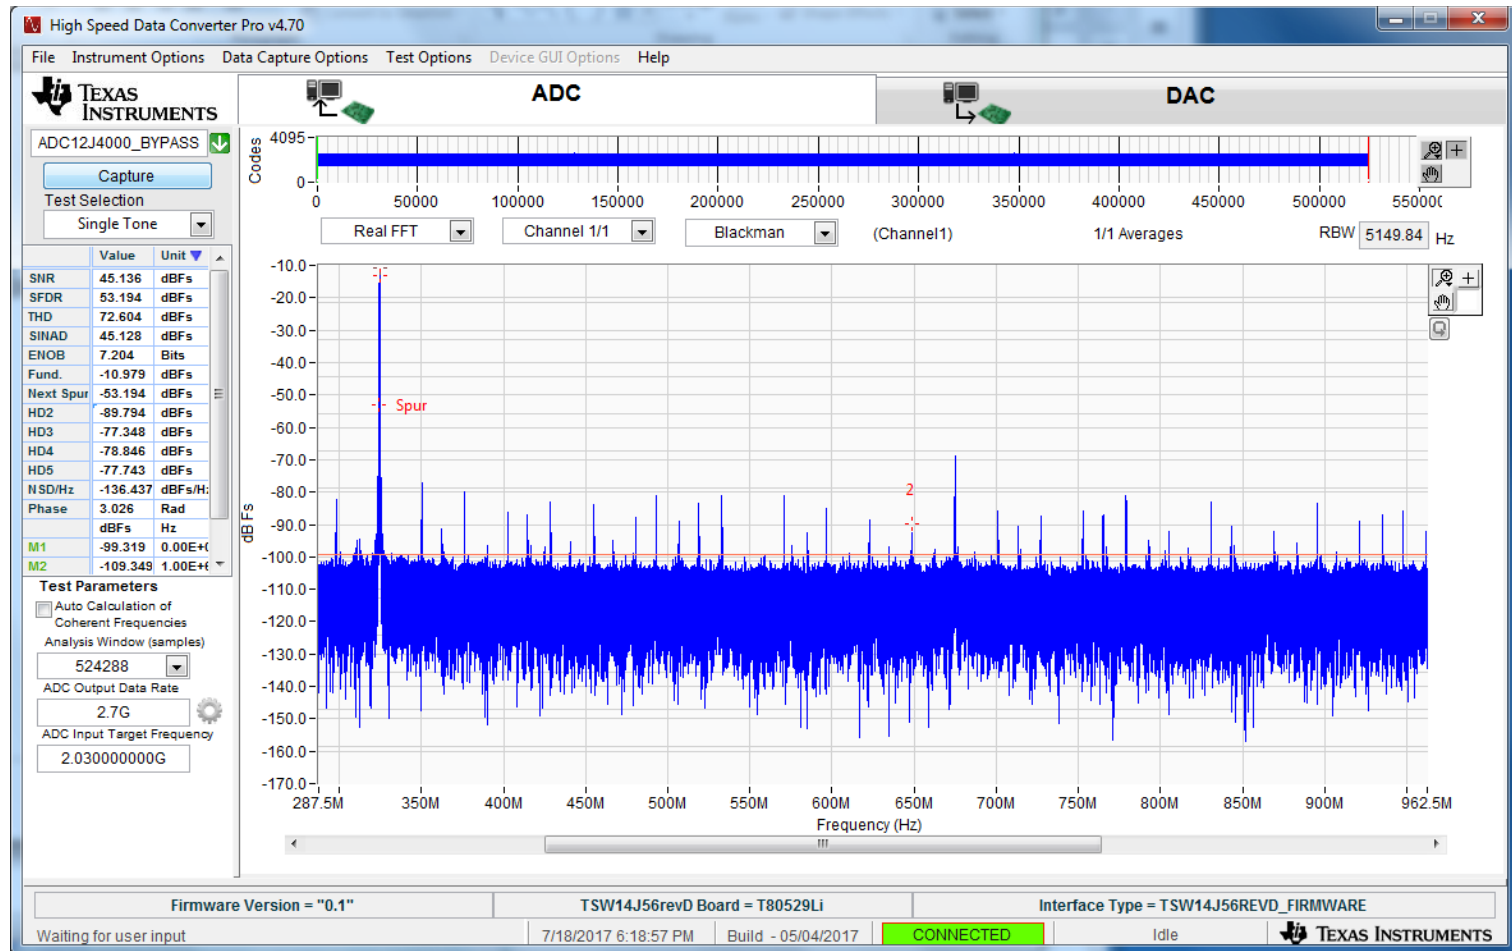 High Speed Data Converter Pro v4.70
File Instrument Options Data Capture Options Test Options Device GUI Options Help
TEXAS INSTRUMENTS
ADC
DAC
ADC12J4000_BYPASS
Capture
Test Selection
Single Tone
Codes
4095
0
0 50000 100000 150000 200000 250000 300000 350000 400000 450000 500000
Real FFT Channel 1/1 Blackman (Channel1) 1/1 Averages RBW 5149.84 Hz
Value Unit
SNR 45.136 dBFs
SFDR 53.194 dBFs
THD 72.604 dBFs
SINAD 45.128 dBFs
ENOB 7.204 Bits
Fund. -10.979 dBFs
Next Spur -53.194 dBFs
HD2 -89.794 dBFs
HD3 -77.348 dBFs
HD4 -78.846 dBFs
HD5 -77.743 dBFs
NSD/Hz -136.437 dBFs/H
Phase 3.026 Rad
dBFs Hz
M1 -99.319 0.00E+
M2 -109.349 1.00E+
Test Parameters
Auto Calculation of
Coherent Frequencies
Analysis Window (samples)
524288
ADC Output Data Rate
2.7G
ADC Input Target Frequency
2.030000000G
dBFs
-10.0
-20.0
-30.0
-40.0
-50.0
-60.0
-70.0
-80.0
-90.0
-100.0
-110.0
-120.0
-130.0
-140.0
-150.0
-160.0
-170.0
Spur
2
287.5M 350M 400M 450M 500M 550M 600M 650M 700M 750M 800M 850M 900M 962.5M
Frequency (Hz)
Firmware Version = "0.1" TSW14J56revD Board = T80529Li Interface Type = TSW14J56REVD_FIRMWARE
Waiting for user input 7/18/2017 6:18:57 PM Build - 05/04/2017 CONNECTED Idle TEXAS INSTRUMENTS